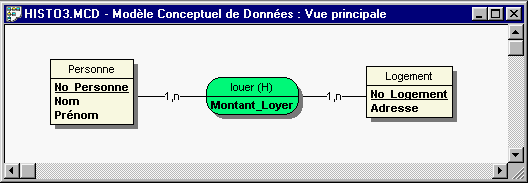 HISTO3.MCD - Modèle Conceptuel de Données : Vue principale
Personne
No_Personne
Nom
Prénom
1,n
louer (H)
Montant_Loyer
1,n
Logement
No_Logement
Adresse